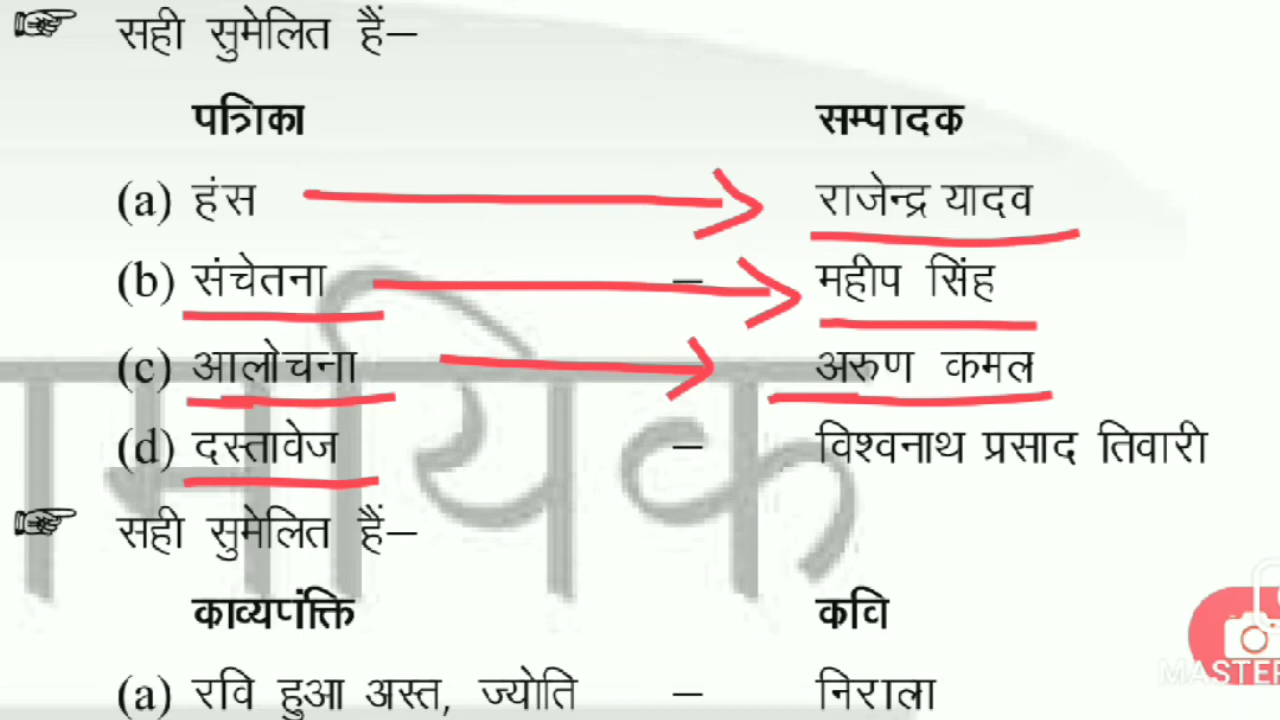 ☞ सही सुमेलित हैं–
पत्रिका सम्पादक
(a) हंस राजेन्द्र यादव
(b) संचेतना – महीप सिंह
(c) आलोचना अरुण कमल
(d) दस्तावेज – विश्वनाथ प्रसाद तिवारी
☞ सही सुमेलित हैं–
काव्यपंक्ति कवि
(a) रवि हुआ अस्त, ज्योति – निराला
MASTER